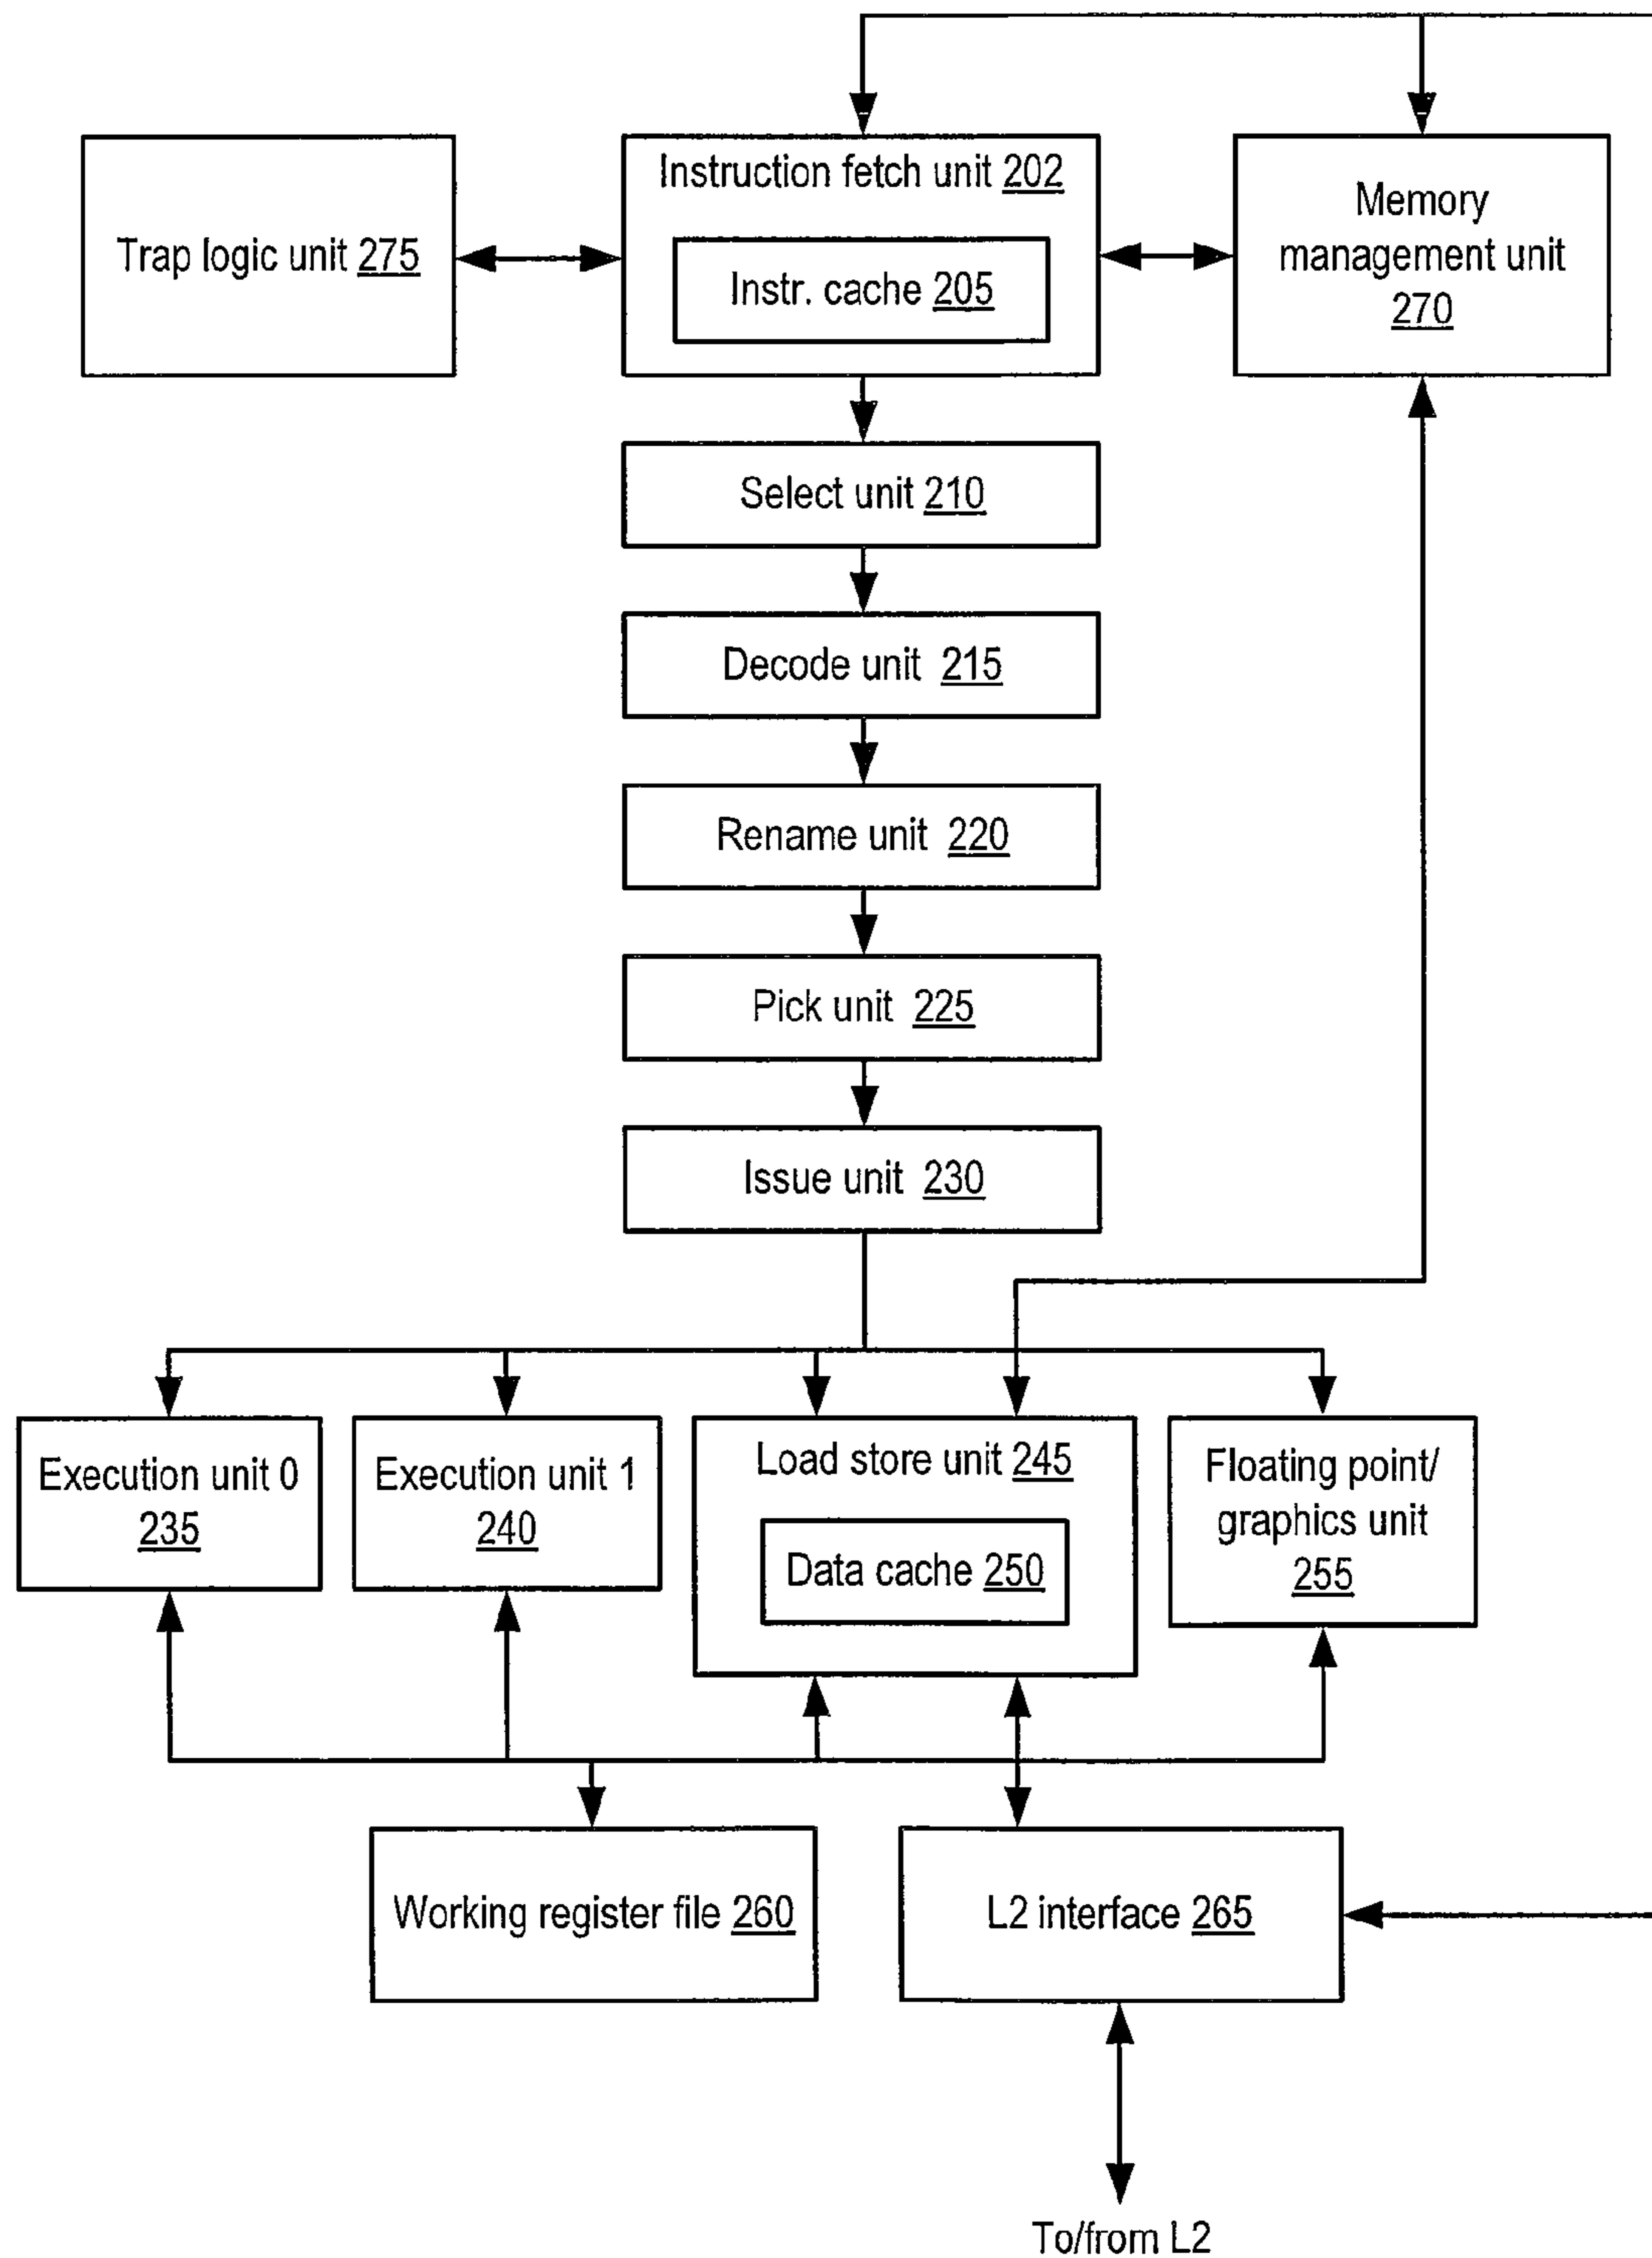 Instruction fetch unit 202
Trap logic unit 275
Instr. cache 205
Memory
management unit
270
Select unit 210
Decode unit 215
Rename unit 220
Pick unit 225
Issue unit 230
Execution unit 0
235
Execution unit 1
240
Load store unit 245
Data cache 250
Floating point/
graphics unit
255
Working register file 260
L2 interface 265
To/from L2